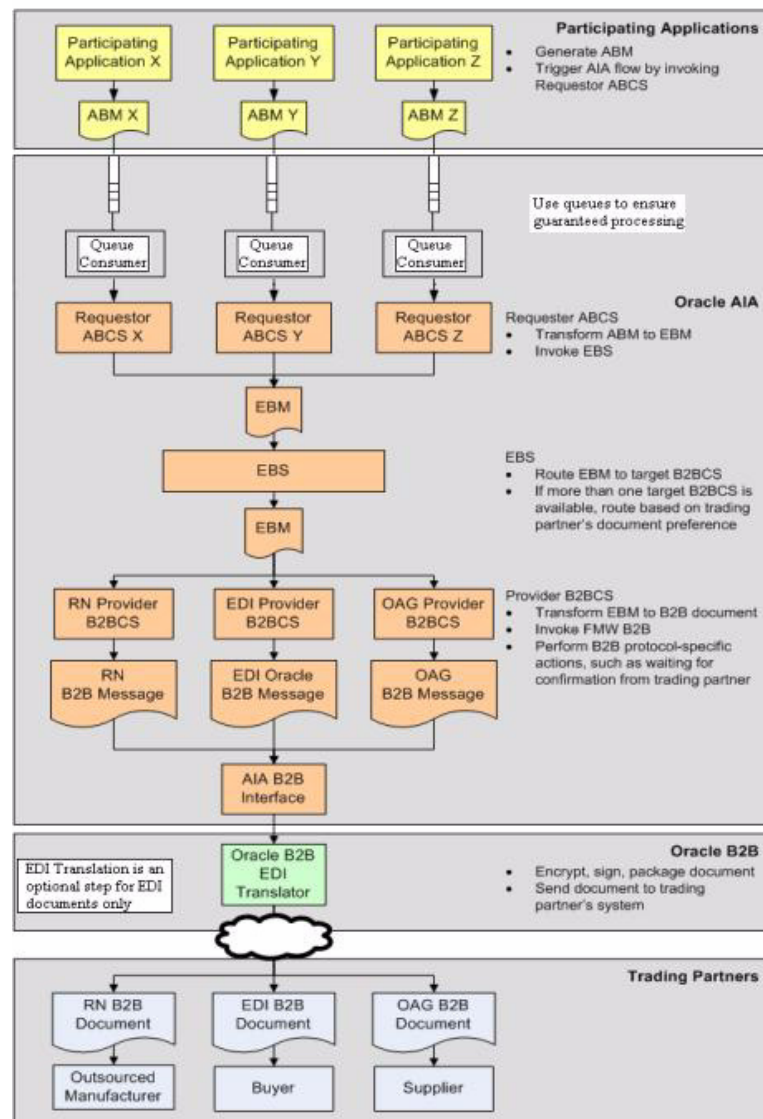 Participating Applications
Participating
Application X
Participating
Application Y
Participating
Application Z
• Generate ABM
• Trigger AIA flow by invoking
Requestor ABCS
ABM X
ABM Y
ABM Z
Use queues to ensure
guaranteed processing
Queue
Consumer
Queue
Consumer
Queue
Consumer
Oracle AIA
Requestor
ABCS X
Requestor
ABCS Y
Requestor
ABCS Z
Requester ABCS
• Transform ABM to EBM
• Invoke EBS
EBM
EBS
EBS
• Route EBM to target B2BCS
• If more than one target B2BCS is
available, route based on trading
partner's document preference
EBM
RN Provider
B2BCS
EDI Provider
B2BCS
OAG Provider
B2BCS
Provider B2BCS
• Transform EBM to B2B document
• Invoke FMW B2B
• Perform B2B protocol-specific
actions, such as waiting for
confirmation from trading partner
RN
B2B Message
EDI Oracle
B2B Message
OAG
B2B Message
AIA B2B
Interface
Oracle B2B
EDI Translation is an
optional step for EDI
documents only
Oracle B2B
EDI
Translator
• Encrypt, sign, package document
• Send document to trading
partner's system
Trading Partners
RN B2B
Document
EDI B2B
Document
OAG B2B
Document
Outsourced
Manufacturer
Buyer
Supplier